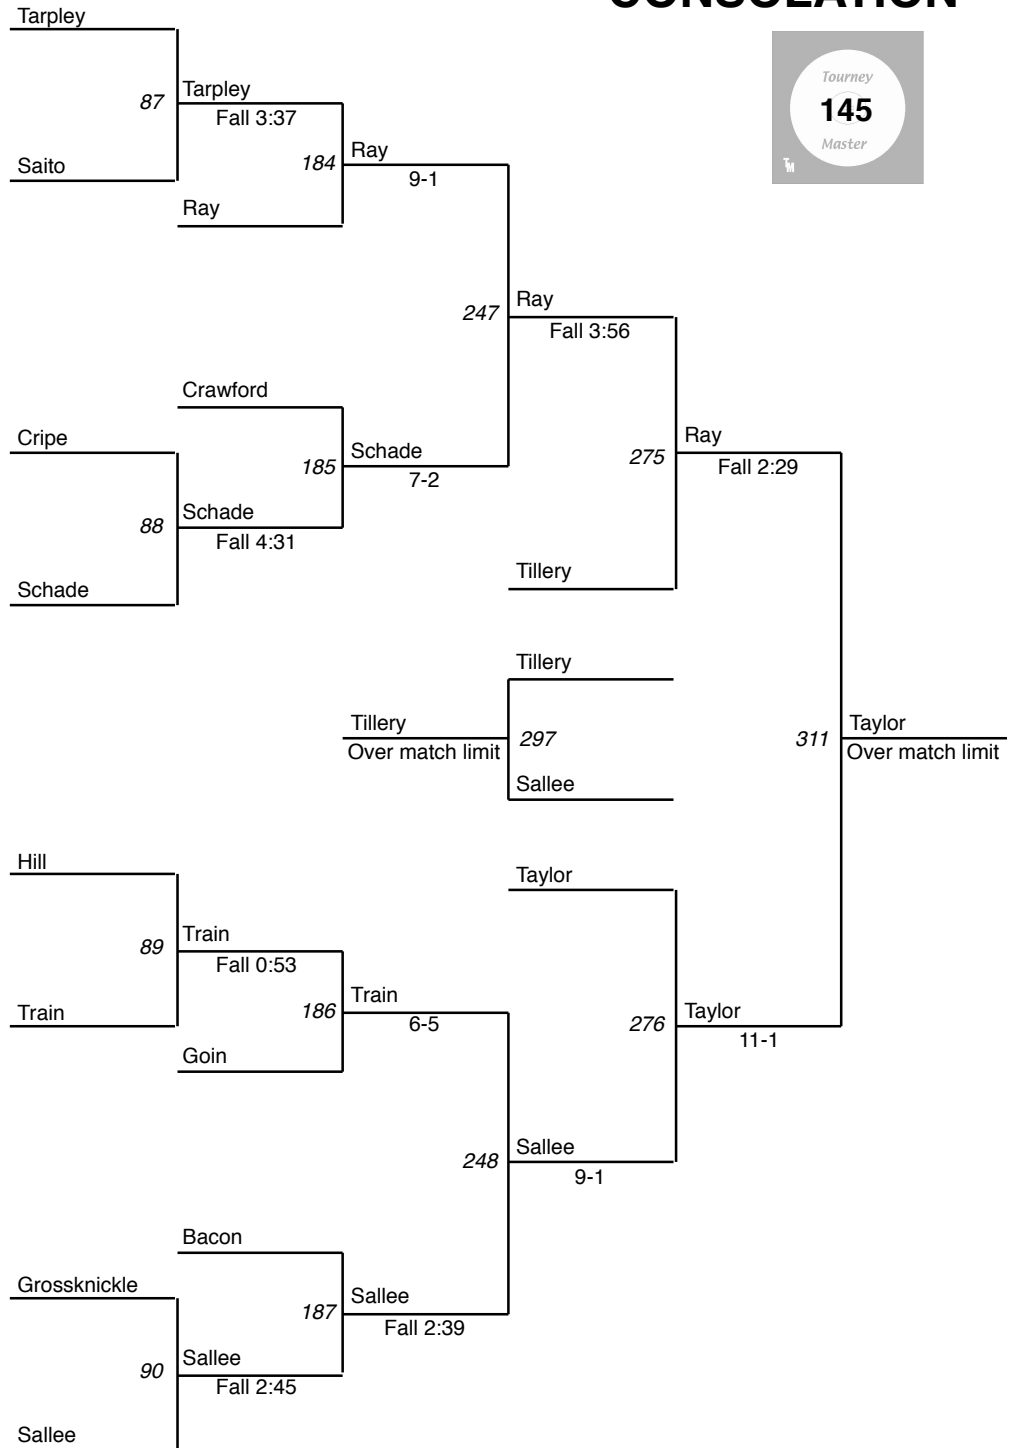 CONSOLATION
Tarpley
Tourney
145
Master
TM
87
Tarpley
Fall 3:37
Saito
184
Ray
9-1
Ray
247
Ray
Fall 3:56
Crawford
Cripe
185
Schade
7-2
275
Ray
Fall 2:29
88
Schade
Fall 4:31
Schade
Tillery
Tillery
Tillery
Over match limit
297
311
Taylor
Over match limit
Sallee
Hill
Taylor
89
Train
Fall 0:53
Train
186
Train
6-5
276
Taylor
11-1
Goin
248
Sallee
9-1
Bacon
Grossknickle
187
Sallee
Fall 2:39
90
Sallee
Fall 2:45
Sallee